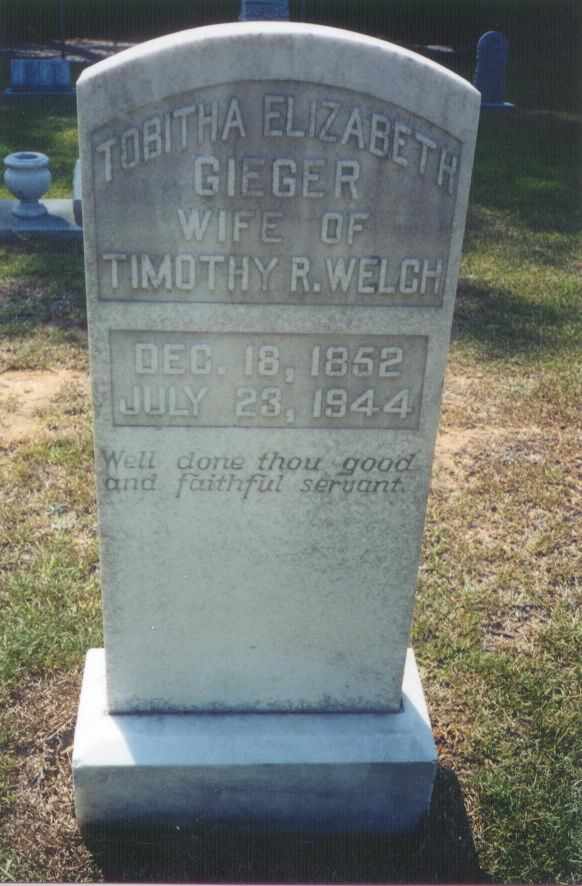 TOBITHA ELIZABETH
GIEGER
WIFE OF
TIMOTHY R. WELCH
DEC. 18, 1852
JULY 23, 1944
Well done thou good
and faithful servant.